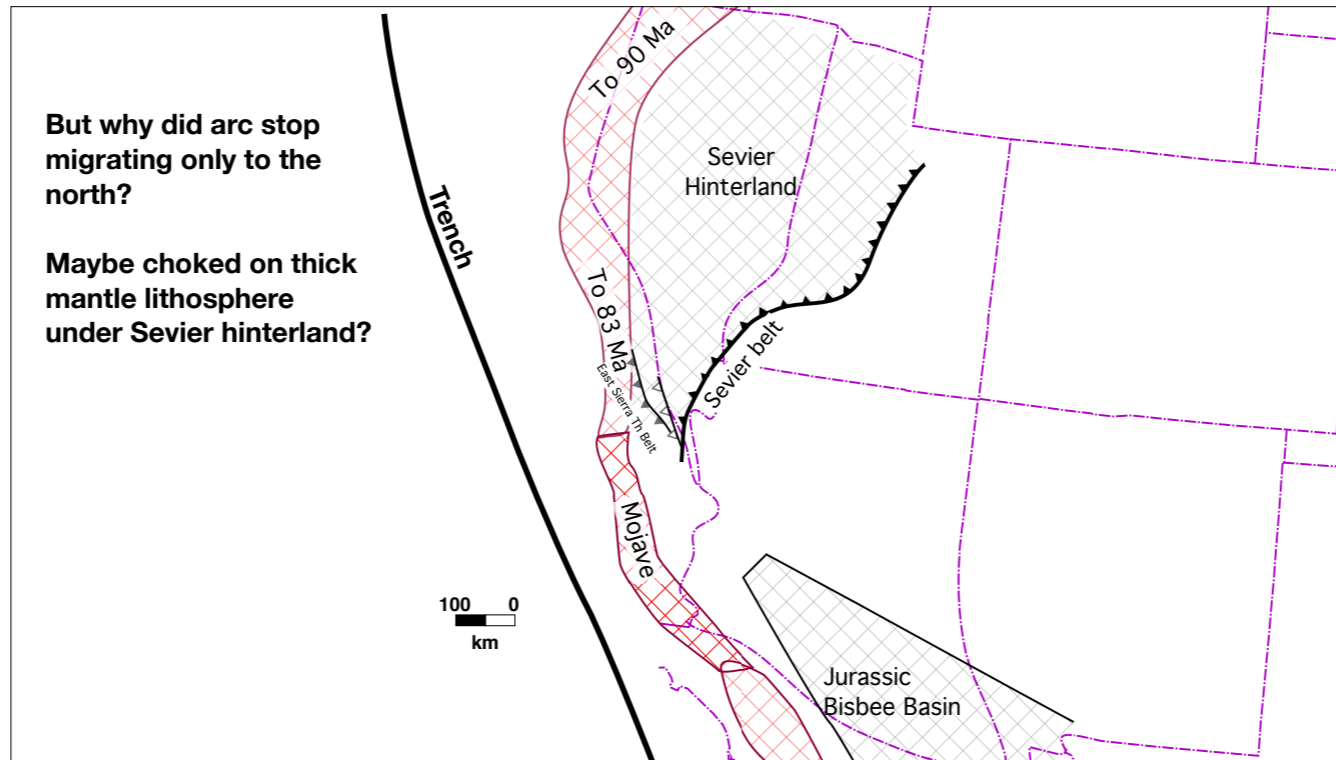 But why did arc stop
migrating only to the
north?
Maybe choked on thick
mantle lithosphere
under Sevier hinterland?
Trench
To 90 Ma
Sevier
Hinterland
To 83 Ma
East Sierra Th Belt
Sevier belt
Mojave
100 0
km
Jurassic
Bisbee Basin